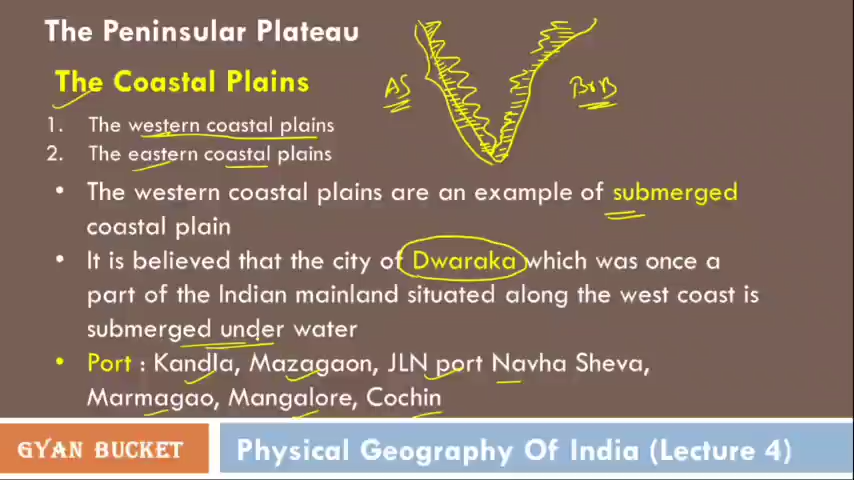 The Peninsular Plateau
The Coastal Plains
1. The western coastal plains
2. The eastern coastal plains
AS
BoB
• The western coastal plains are an example of submerged
coastal plain
• It is believed that the city of Dwaraka which was once a
part of the Indian mainland situated along the west coast is
submerged under water
• Port : Kandla, Mazagaon, JLN port Navha Sheva,
Marmagao, Mangalore, Cochin
GYAN BUCKET
Physical Geography Of India (Lecture 4)